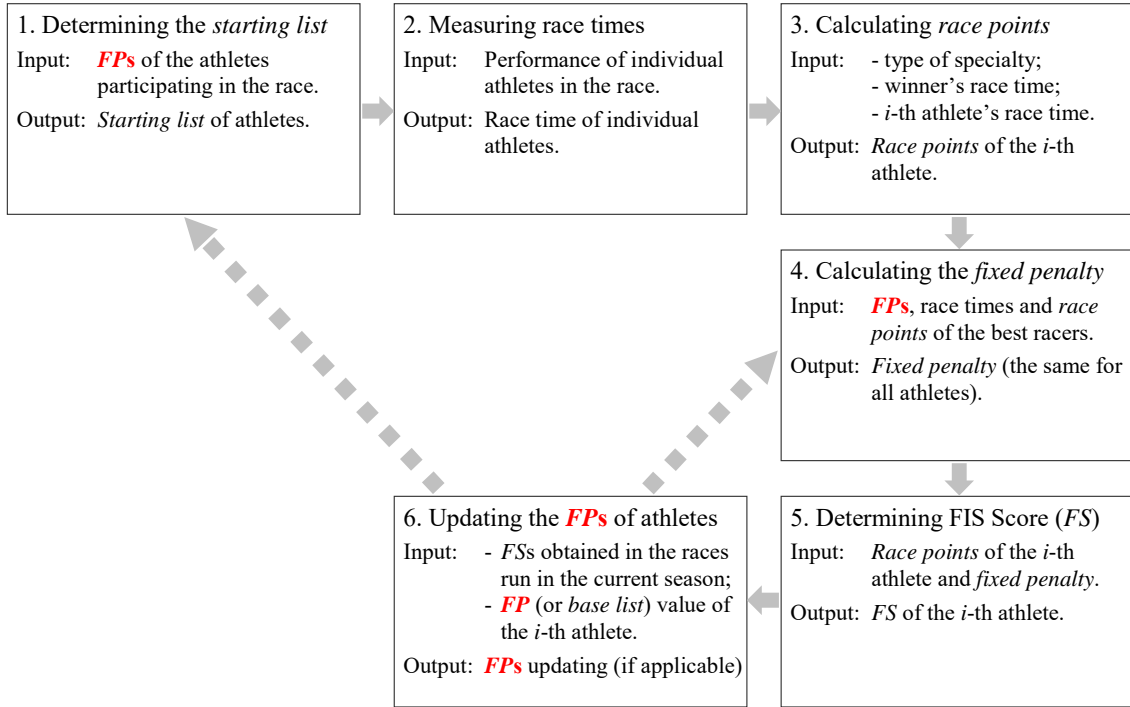 1. Determining the starting list
Input: FPs of the athletes
participating in the race.
Output: Starting list of athletes.
2. Measuring race times
Input: Performance of individual
athletes in the race.
Output: Race time of individual
athletes.
3. Calculating race points
Input: - type of specialty;
- winner’s race time;
- i-th athlete’s race time.
Output: Race points of the i-th
athlete.
4. Calculating the fixed penalty
Input: FPs, race times and race
points of the best racers.
Output: Fixed penalty (the same for
all athletes).
5. Determining FIS Score (FS)
Input: Race points of the i-th
athlete and fixed penalty.
Output: FS of the i-th athlete.
6. Updating the FPs of athletes
Input: - FSs obtained in the races
run in the current season;
- FP (or base list) value of
the i-th athlete.
Output: FPs updating (if applicable)